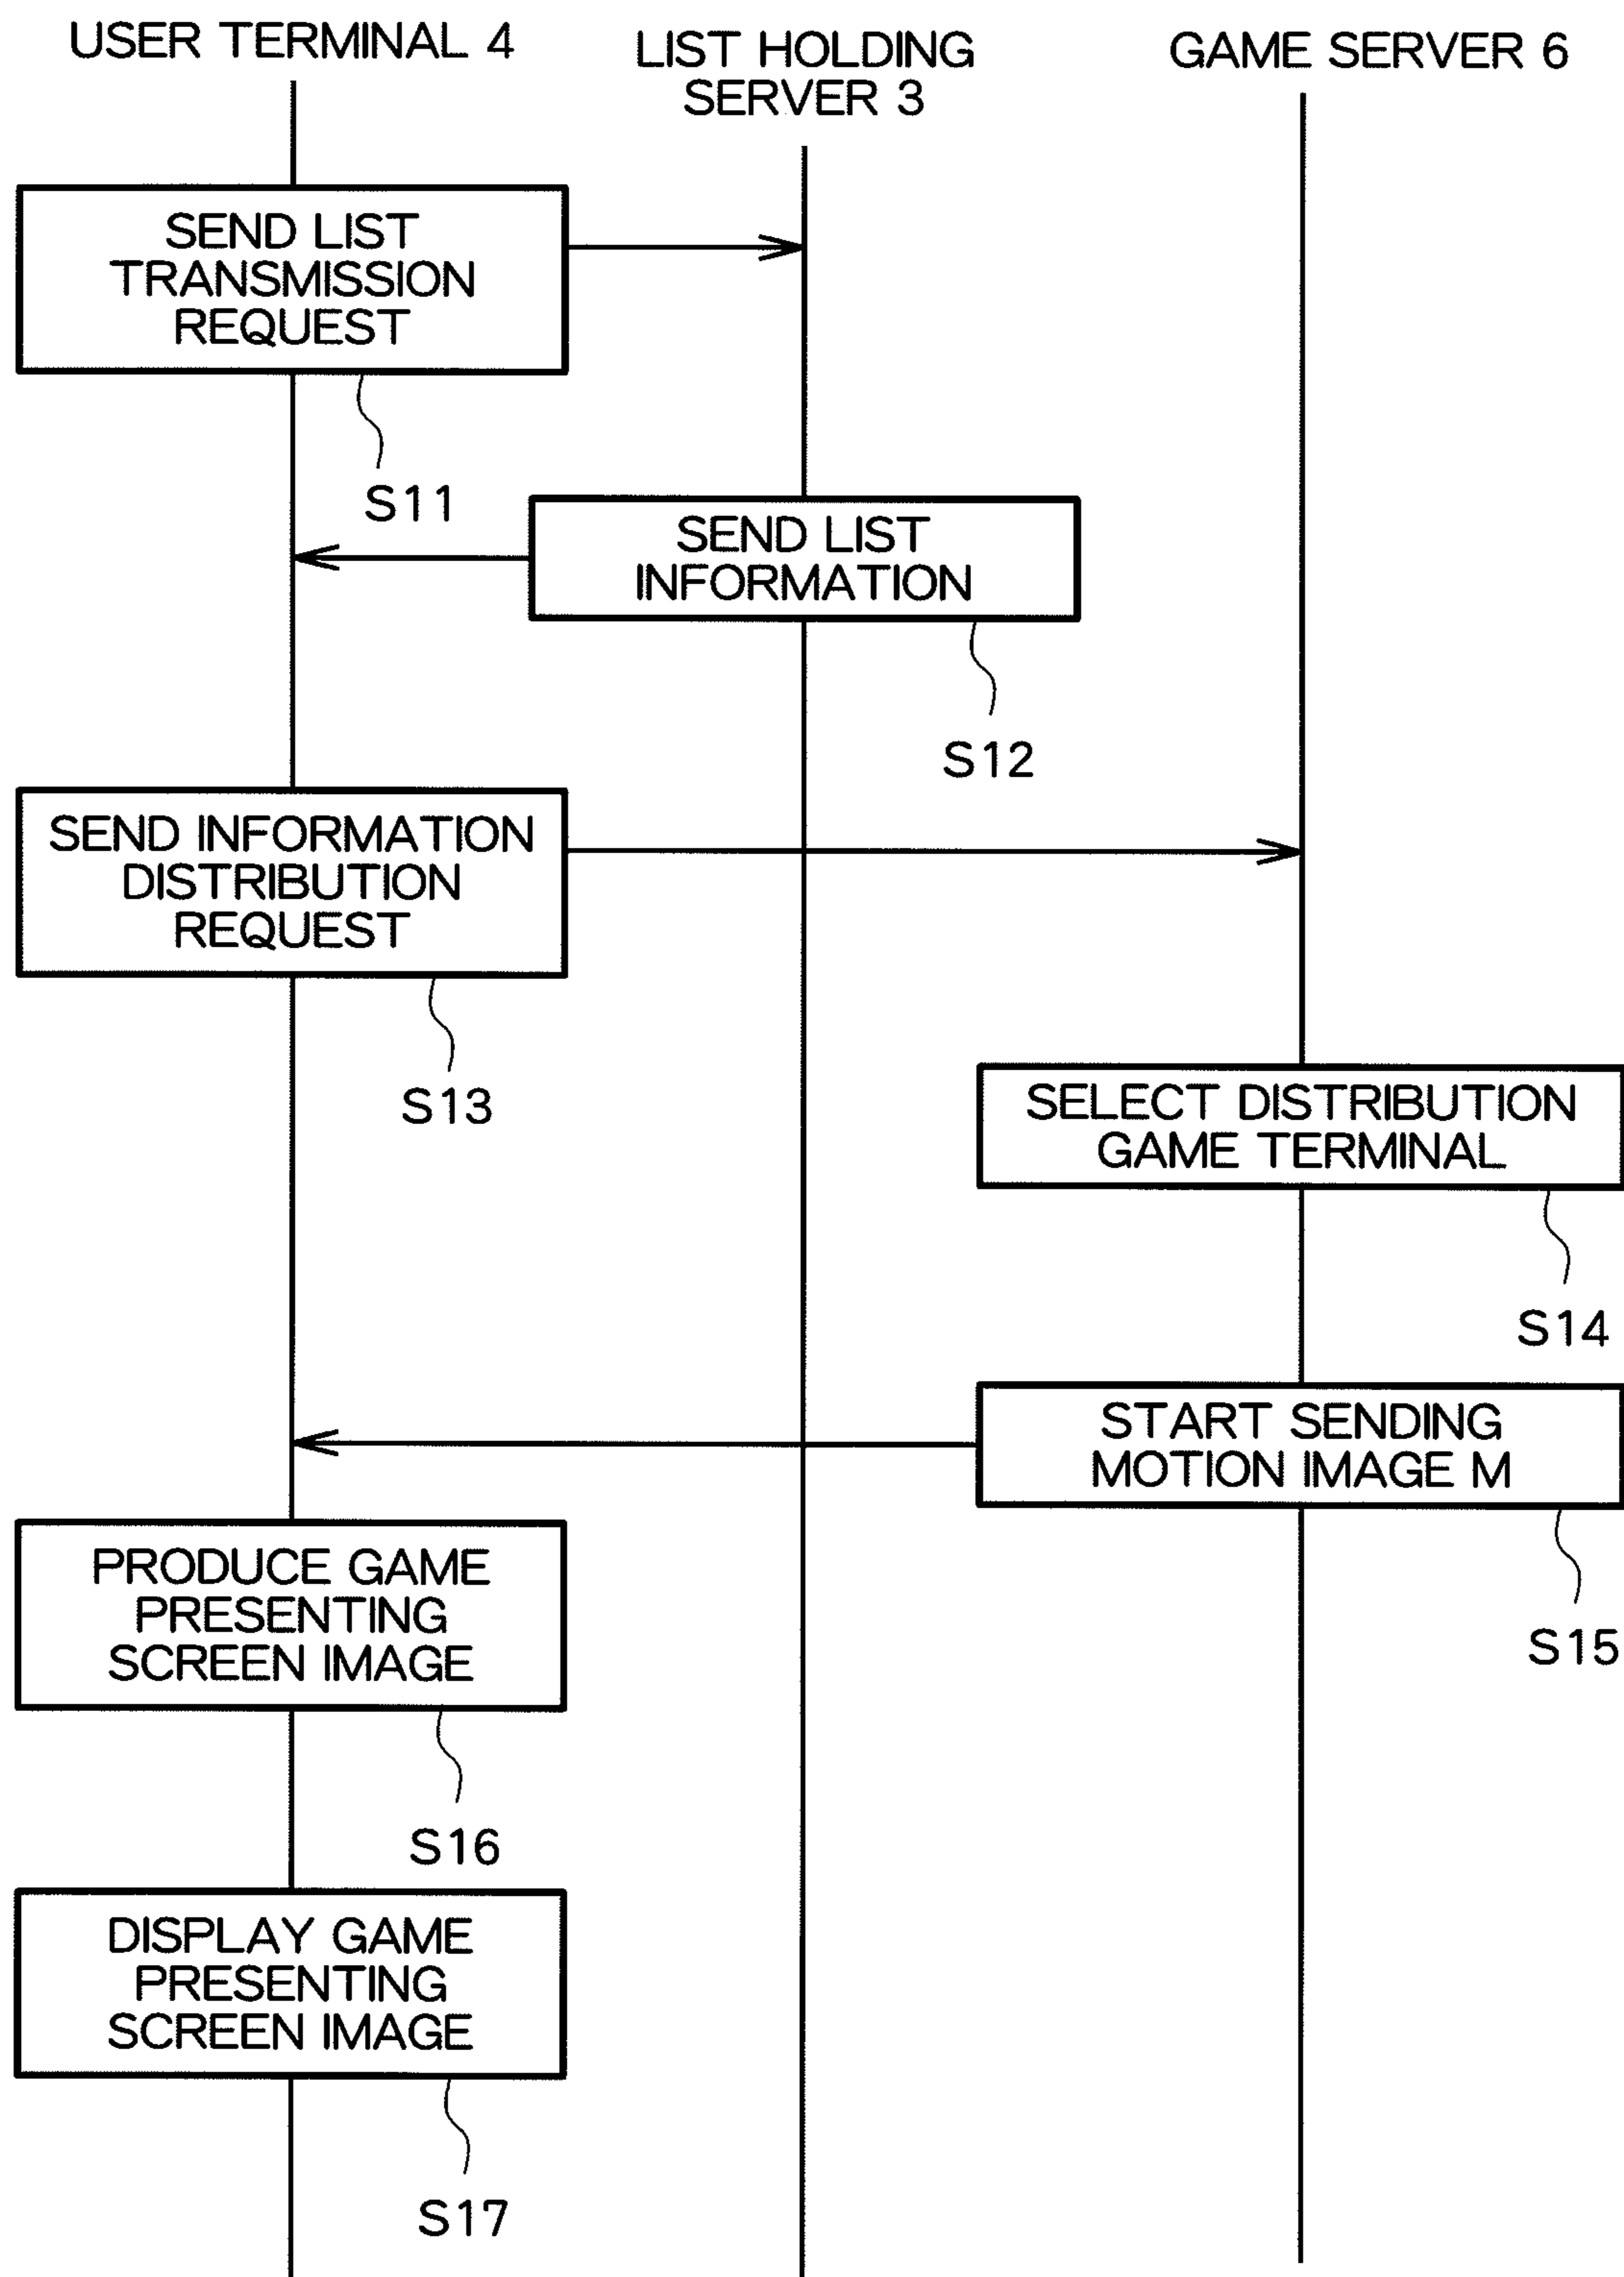 USER TERMINAL 4
LIST HOLDING
SERVER 3
GAME SERVER 6
SEND LIST
TRANSMISSION
REQUEST
S11
SEND LIST
INFORMATION
S12
SEND INFORMATION
DISTRIBUTION
REQUEST
S13
SELECT DISTRIBUTION
GAME TERMINAL
S14
START SENDING
MOTION IMAGE M
S15
PRODUCE GAME
PRESENTING
SCREEN IMAGE
S16
DISPLAY GAME
PRESENTING
SCREEN IMAGE
S17